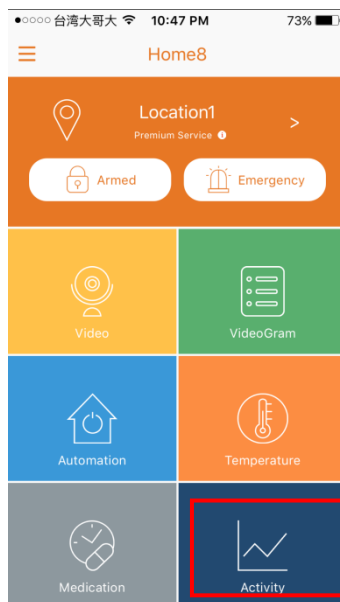 台湾大哥大 10:47 PM 73%
Home8
Location1
Premium Service
>
Armed Emergency
Video VideoGram
Automation Temperature
Medication Activity